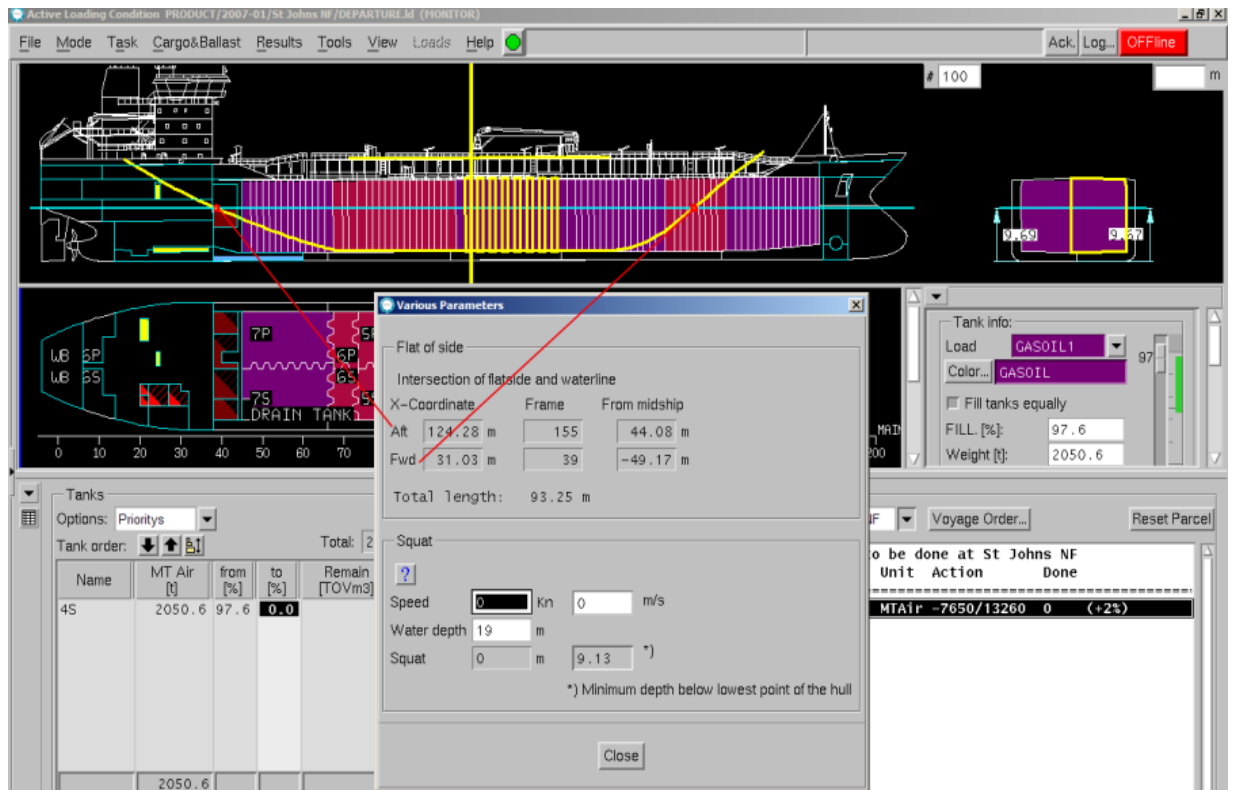 Active Loading Condition PRODUCT/2007-01/St Johns NF/DEPARTURE.ld (MONITOR)
File Mode Task Cargo&Ballast Results Tools View Loads Help Ack. Log... OFFline
# 100 m
9.69 9.67
Various Parameters
Flat of side
Intersection of flatside and waterline
X-Coordinate Frame From midship
Aft 124.28 m 155 44.08 m
Fwd 31.03 m 39 -49.17 m
Total length: 93.25 m
Squat
?
Speed 0 Kn 0 m/s
Water depth 19 m
Squat 0 m 9.13 *)
*) Minimum depth below lowest point of the hull
Close
WB 6P
WB 6S
7P
6P
6S
7S
DRAIN TANK
0 10 20 30 40 50 60 70
MAIN
200
Tank info:
Load GASOIL1
97
Color... GASOIL
Fill tanks equally
FILL. [%]: 97.6
Weight [t]: 2050.6
Tanks
Options: Prioritys
Tank order: Total: 2
Name MT Air [t] from [%] to [%] Remain [TOVm3]
4S 2050.6 97.6 0.0
2050.6
NF Voyage Order... Reset Parcel
to be done at St Johns NF
Unit Action Done
MTAir -7650/13260 0 (+2%)